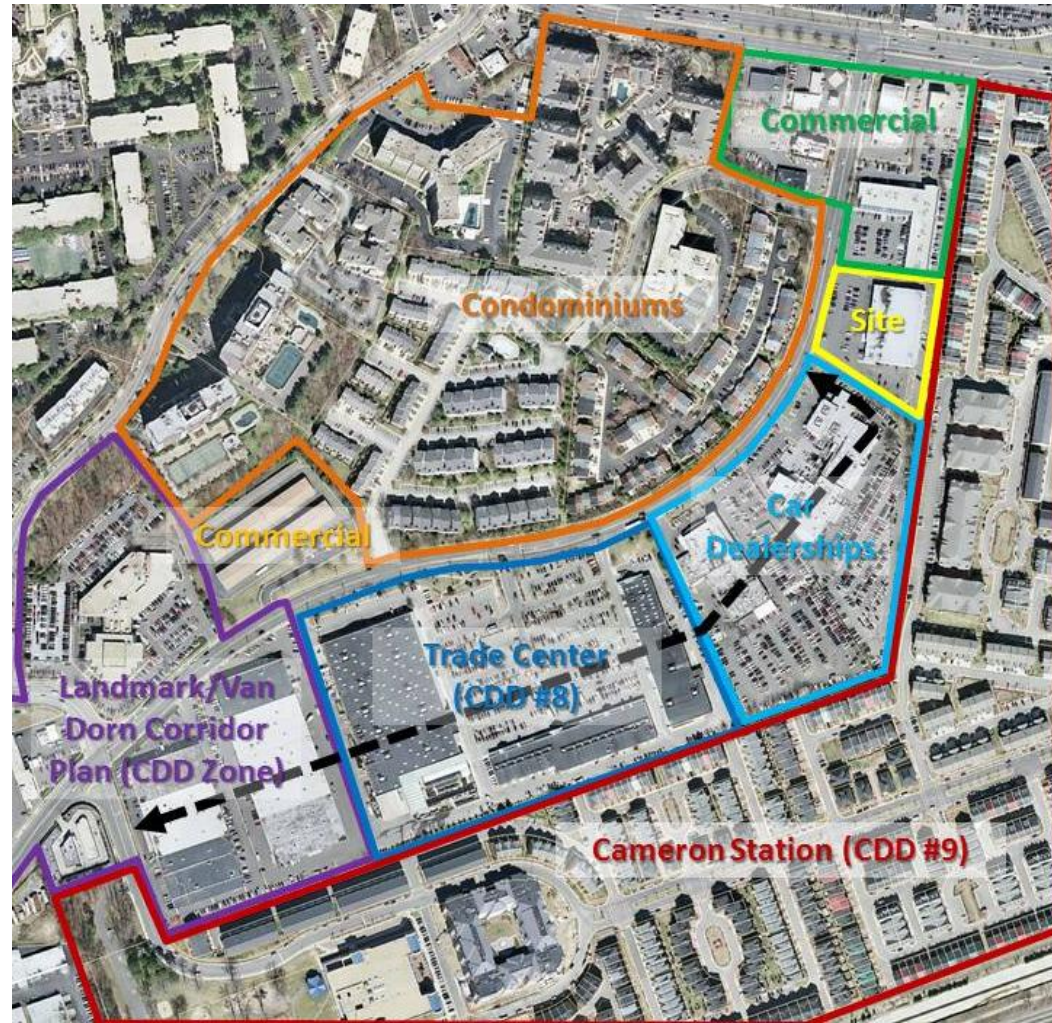 Commercial
Condominiums
Site
Car
Dealerships
Commercial
Trade Center
(CDD #8)
Landmark/Van
Dorn Corridor
Plan (CDD Zone)
Cameron Station (CDD #9)